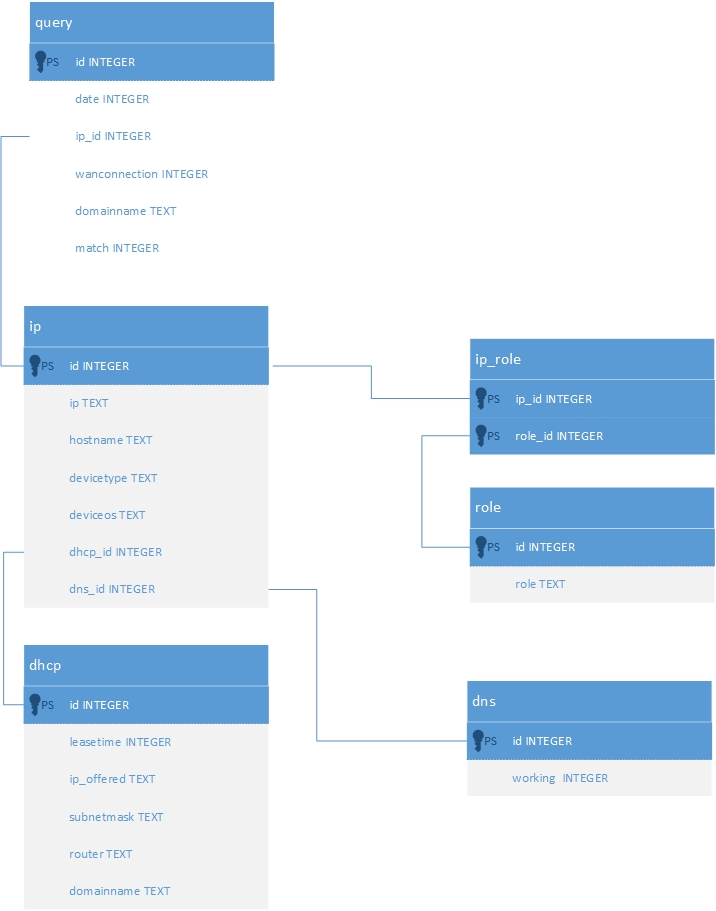 query
PS id INTEGER
date INTEGER
ip_id INTEGER
wanconnection INTEGER
domainname TEXT
match INTEGER
ip
PS id INTEGER
ip TEXT
hostname TEXT
devicetype TEXT
deviceos TEXT
dhcp_id INTEGER
dns_id INTEGER
ip_role
PS ip_id INTEGER
PS role_id INTEGER
role
PS id INTEGER
role TEXT
dhcp
PS id INTEGER
leasetime INTEGER
ip_offered TEXT
subnetmask TEXT
router TEXT
domainname TEXT
dns
PS id INTEGER
working INTEGER